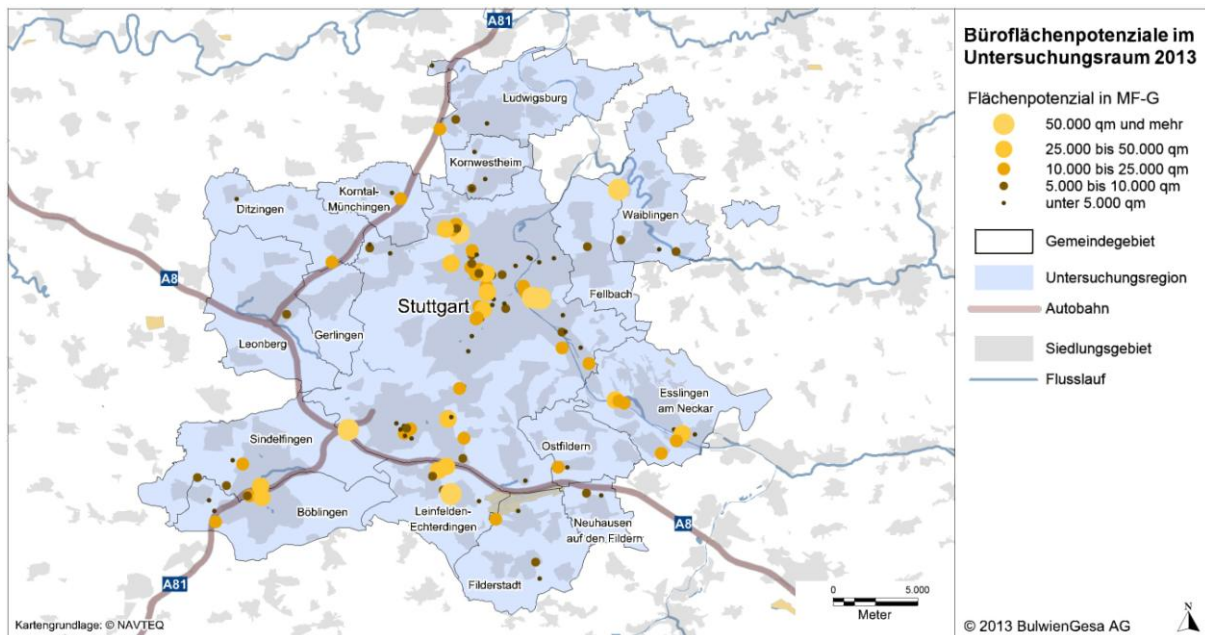 A81
Ludwigsburg
Kornwestheim
Korntal-
Münchingen
Ditzingen
Waiblingen
A8
Stuttgart
Fellbach
Gerlingen
Leonberg
Esslingen
am Neckar
Sindelfingen
Ostfildern
Böblingen
Leinfelden-
Echterdingen
Neuhausen
auf den Fildern
A8
Filderstadt
A81
0 5.000
Meter
Kartengrundlage: © NAVTEQ
Büroflächenpotenziale im
Untersuchungsraum 2013
Flächenpotenzial in MF-G
50.000 qm und mehr
25.000 bis 50.000 qm
10.000 bis 25.000 qm
5.000 bis 10.000 qm
unter 5.000 qm
Gemeindegebiet
Untersuchungsregion
Autobahn
Siedlungsgebiet
Flusslauf
N
© 2013 BulwienGesa AG